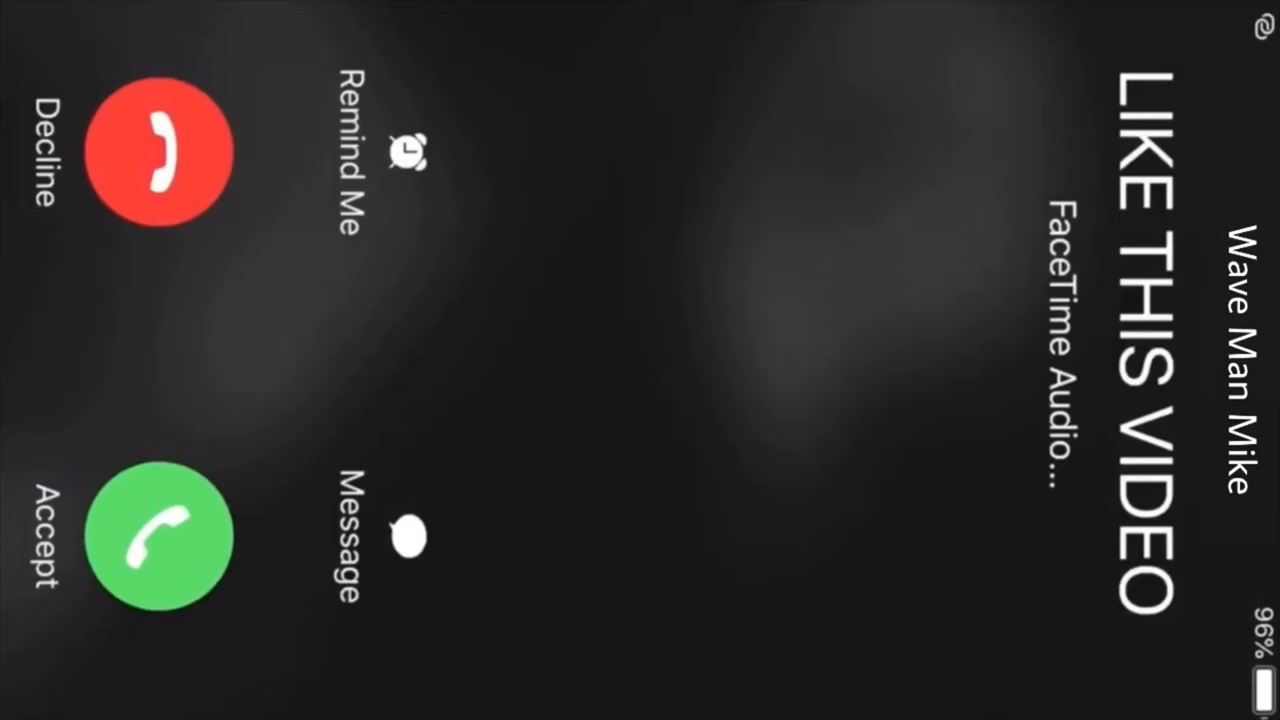 96%
Wave Man Mike
LIKE THIS VIDEO
FaceTime Audio...
Remind Me
Message
Decline
Accept